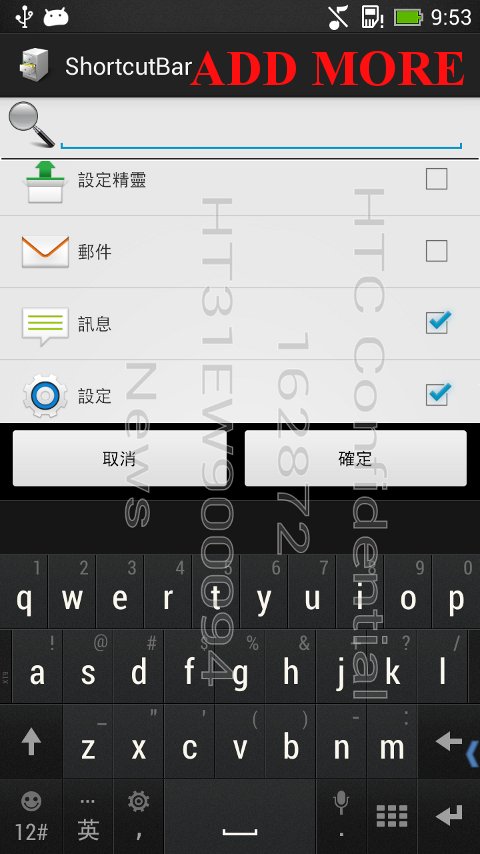 9:53
ShortcutBar
ADD MORE
設定精靈
郵件
訊息
設定
取消
確定
HTC Confidential
162872
HT31EW900094
News
1 2 3 4 5 6 7 8 9 0
q w e r t y u i o p
! @ # $ % & + ? /
a s d f g h j k l
_ " ' ( ) - :
z x c v b n m
12# 英 , .